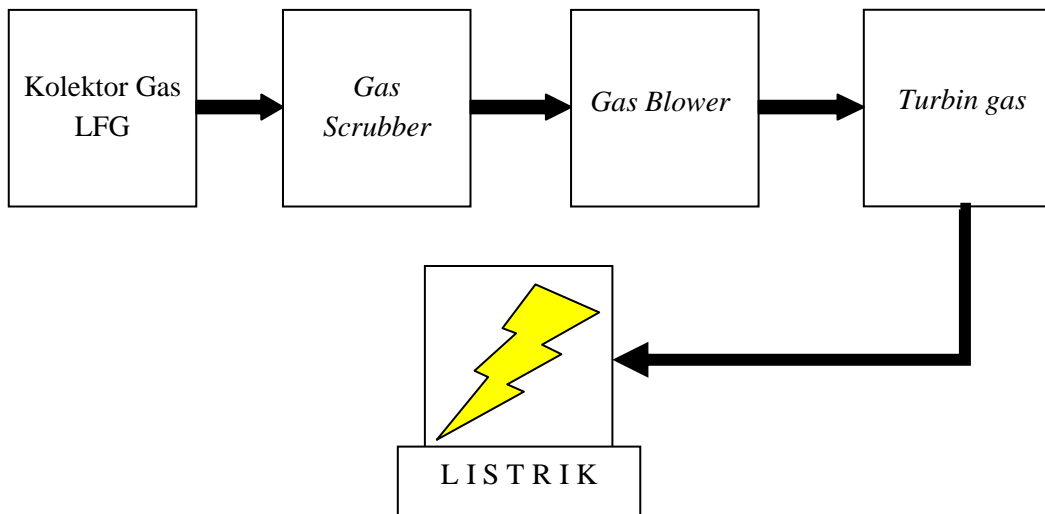 Kolektor Gas
LFG
Gas
Scrubber
Gas Blower
Turbin gas
L I S T R I K